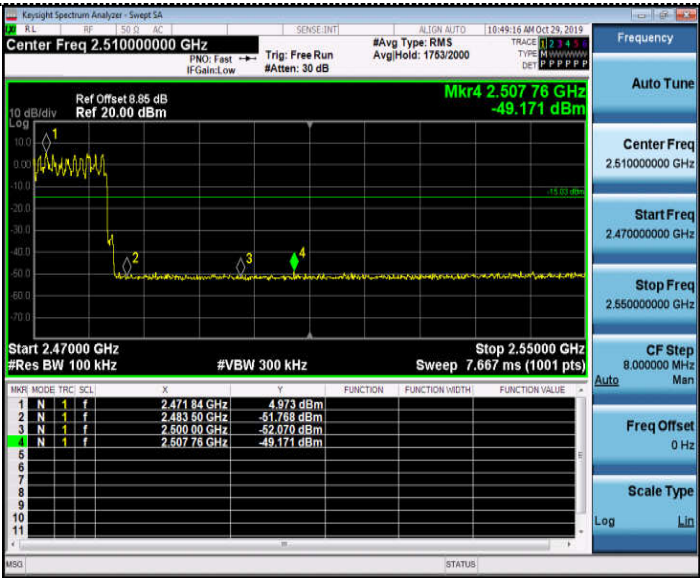 Keysight Spectrum Analyzer - Swept SA
RL RF 50 Ω AC SENSE:INT ALIGN AUTO 10:49:16 AM Oct 29, 2019
Center Freq 2.510000000 GHz
PNO: Fast
IFGain:Low
Trig: Free Run
#Atten: 30 dB
#Avg Type: RMS
Avg|Hold: 1753/2000
TRACE 1 2 3 4 5 6
TYPE MWWWWW
DET P P P P P P
Ref Offset 8.85 dB
10 dB/div Ref 20.00 dBm
Log
Mkr4 2.507 76 GHz
-49.171 dBm
1
10.0
0.00
-10.0
-15.03 dBm
-20.0
-30.0
-40.0
2 3 4
-50.0
-60.0
-70.0
Start 2.47000 GHz Stop 2.55000 GHz
#Res BW 100 kHz #VBW 300 kHz Sweep 7.667 ms (1001 pts)
MKR MODE TRC SCL X Y FUNCTION FUNCTION WIDTH FUNCTION VALUE
1 N 1 f 2.471 84 GHz 4.973 dBm
2 N 1 f 2.483 50 GHz -51.768 dBm
3 N 1 f 2.500 00 GHz -52.070 dBm
4 N 1 f 2.507 76 GHz -49.171 dBm
5
6
7
8
9
10
11
MSG STATUS
Frequency
Auto Tune
Center Freq
2.510000000 GHz
Start Freq
2.470000000 GHz
Stop Freq
2.550000000 GHz
CF Step
8.000000 MHz
Auto Man
Freq Offset
0 Hz
Scale Type
Log Lin